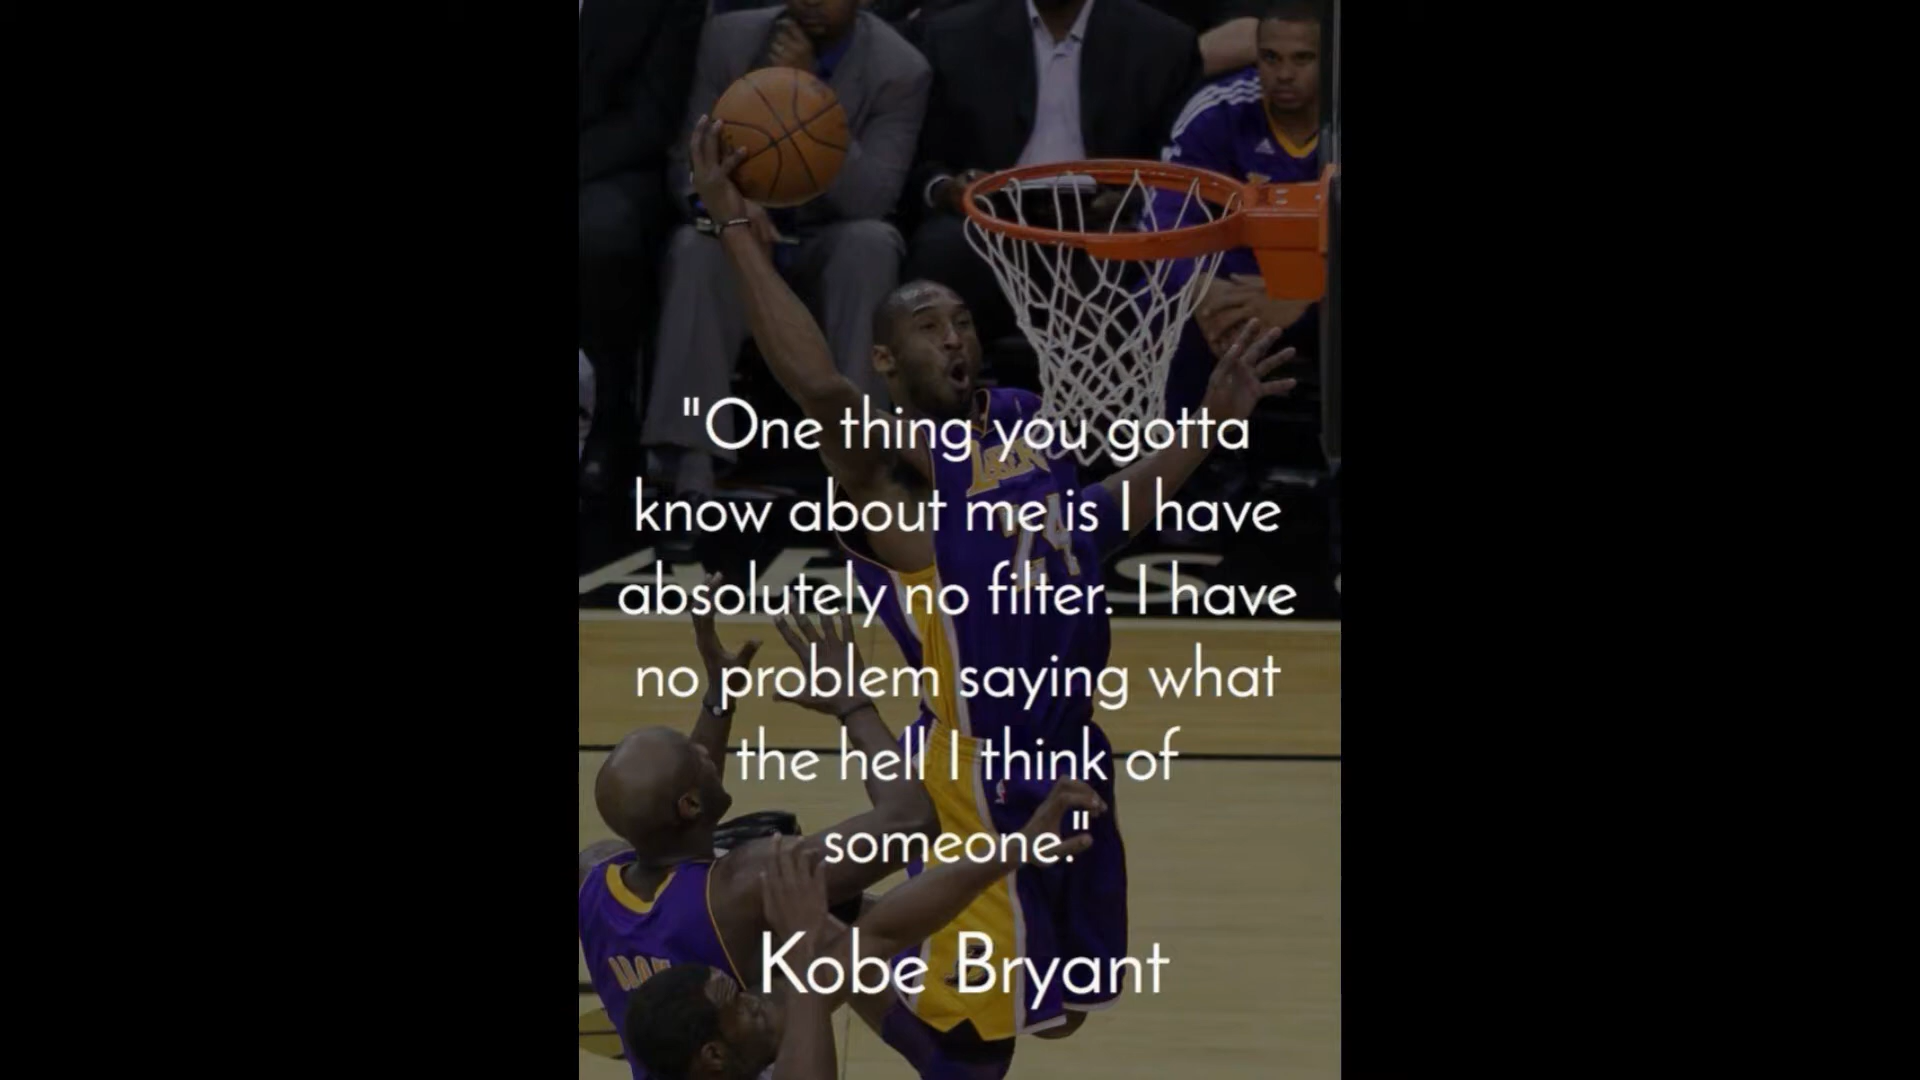 "One thing you gotta
know about me is I have
absolutely no filter. I have
no problem saying what
the hell I think of
someone."
Kobe Bryant
24